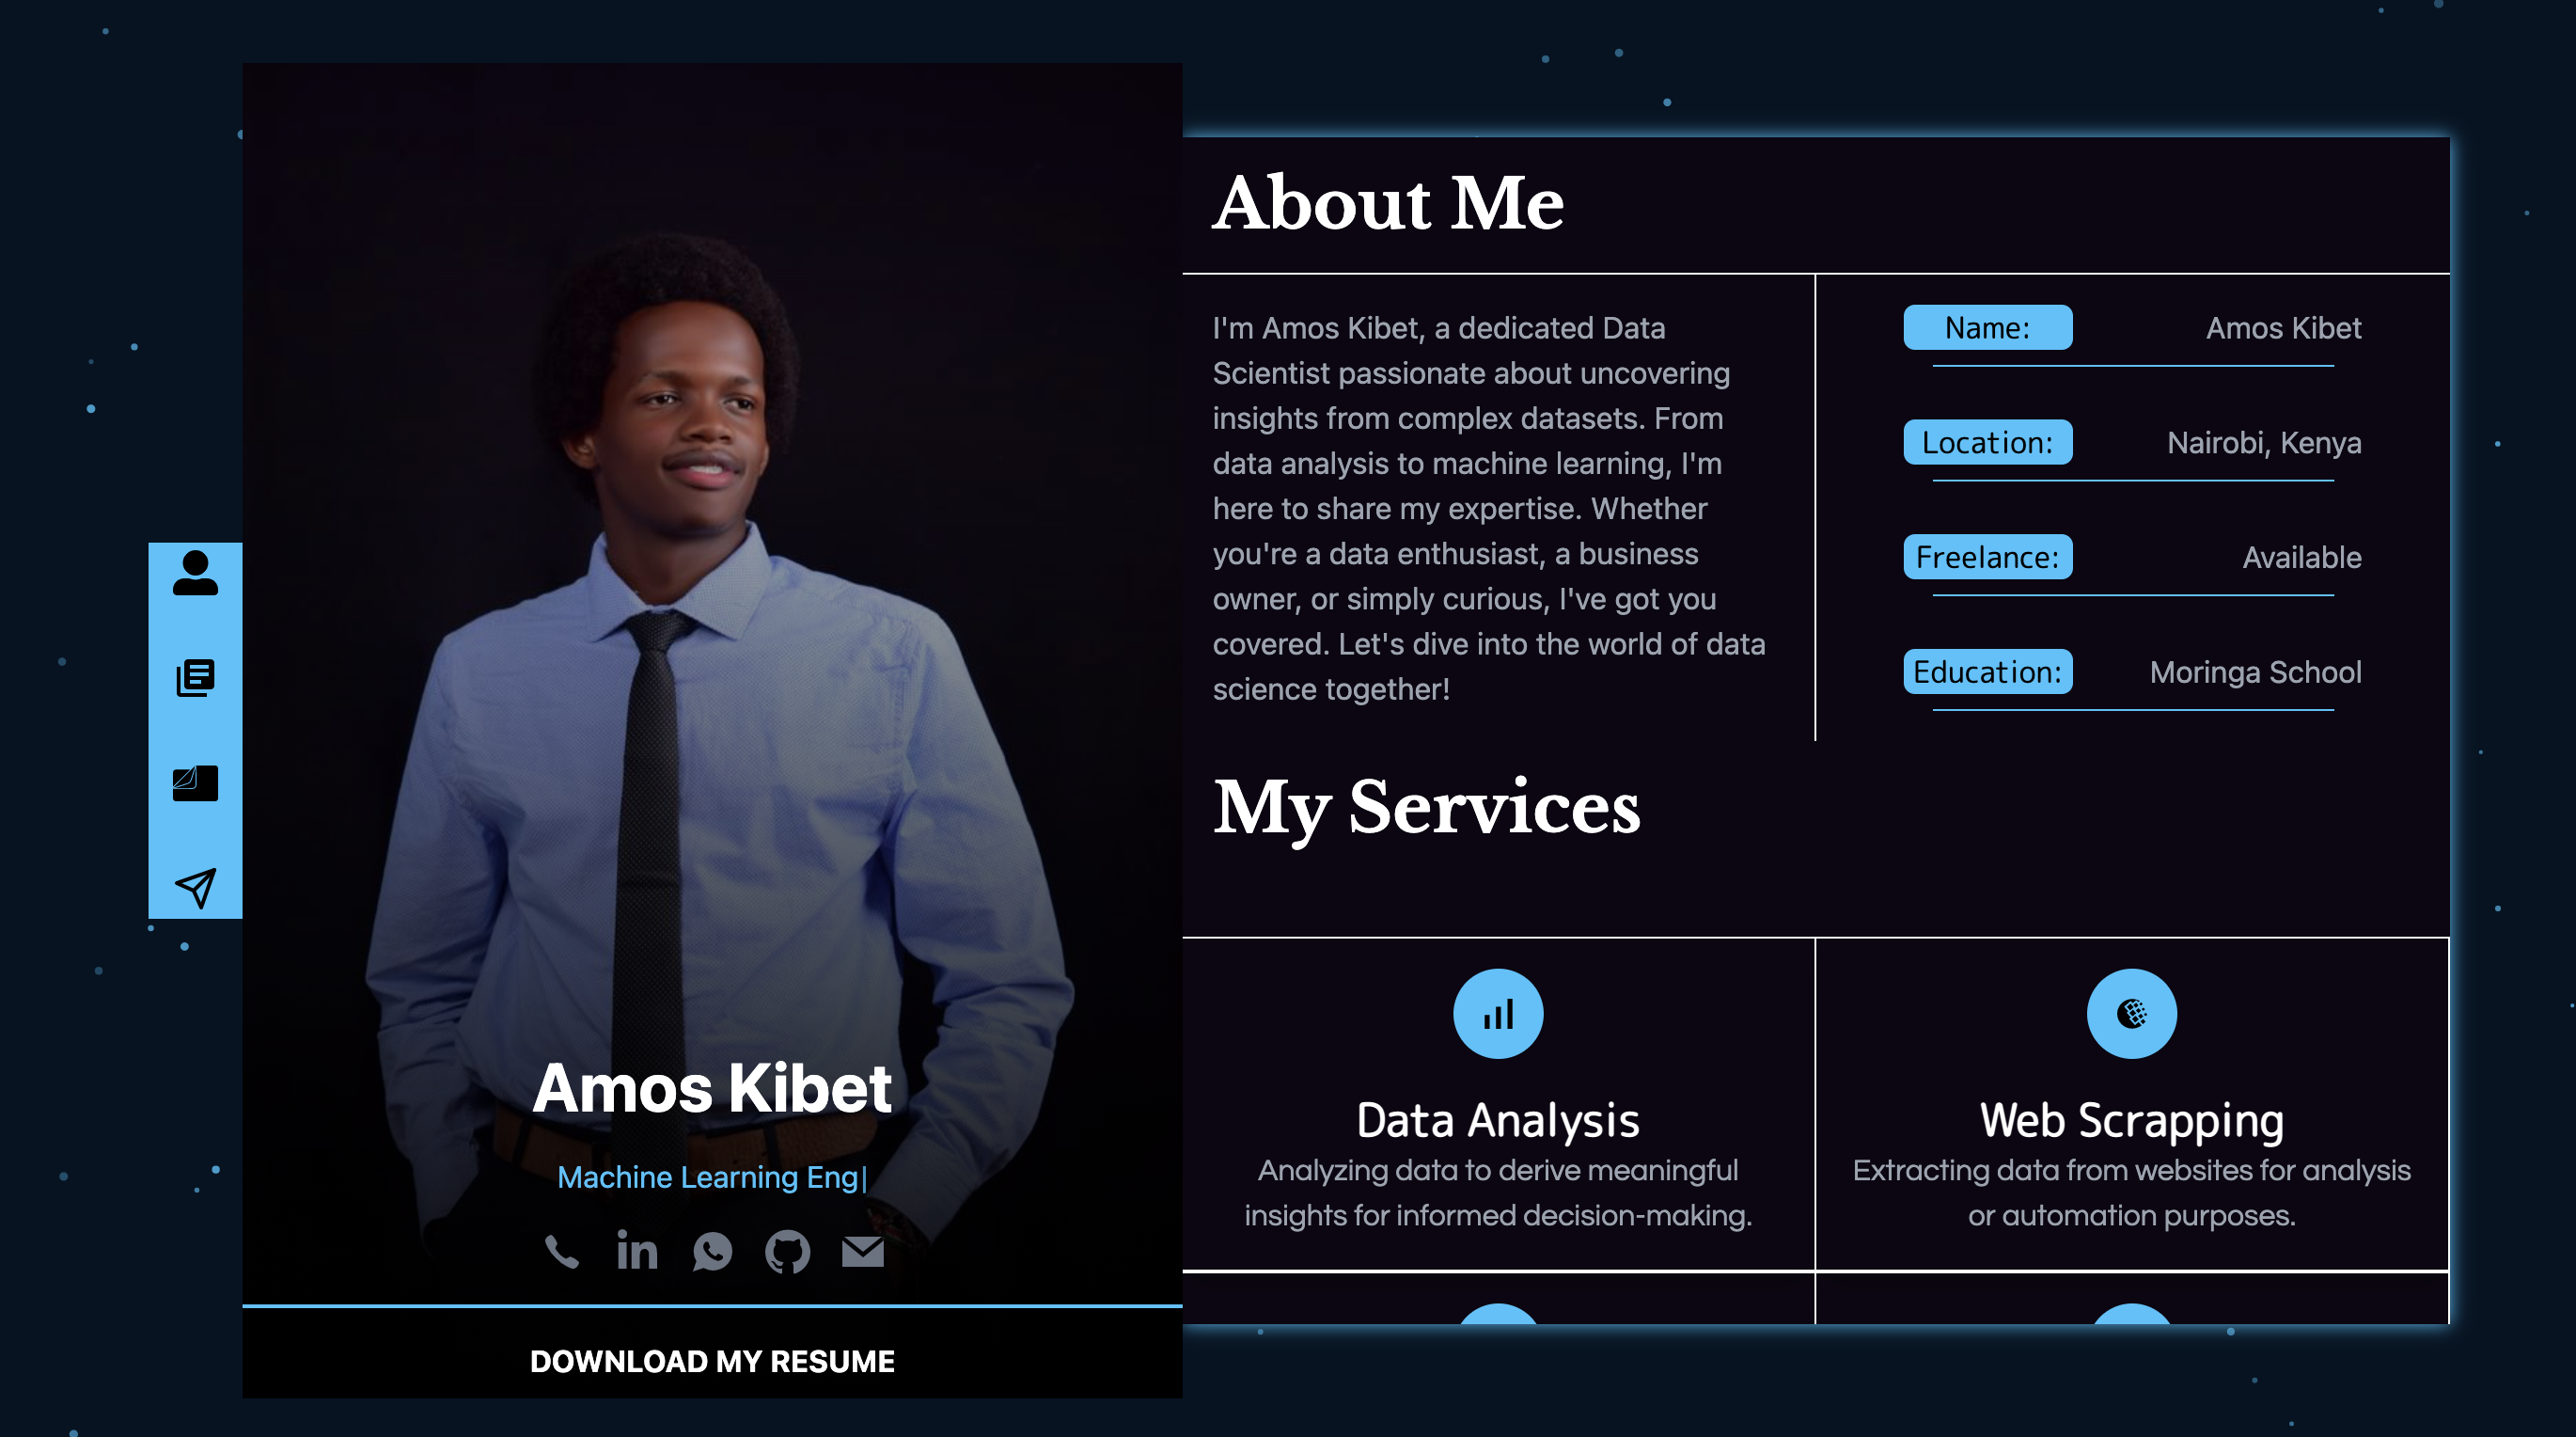 Amos Kibet
Machine Learning Eng|
DOWNLOAD MY RESUME
About Me
I'm Amos Kibet, a dedicated Data
Scientist passionate about uncovering
insights from complex datasets. From
data analysis to machine learning, I'm
here to share my expertise. Whether
you're a data enthusiast, a business
owner, or simply curious, I've got you
covered. Let's dive into the world of data
science together!
Name: Amos Kibet
Location: Nairobi, Kenya
Freelance: Available
Education: Moringa School
My Services
Data Analysis
Analyzing data to derive meaningful
insights for informed decision-making.
Web Scrapping
Extracting data from websites for analysis
or automation purposes.